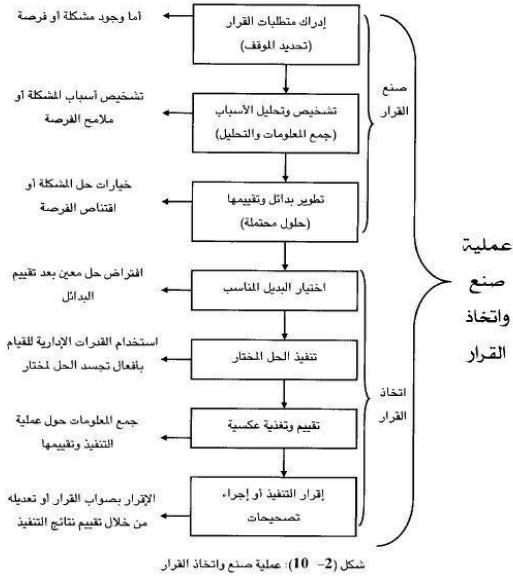 إدراك متطلبات القرار
(تحديد الموقف)
أما وجود مشكلة أو فرصة
تشخيص وتحليل الأسباب
(جمع المعلومات والتحليل)
تشخيص أسباب المشكلة أو
ملامح الفرصة
تطوير بدائل وتقييمها
(حلول محتملة)
خيارات حل المشكلة أو
اقتناص الفرصة
صنع
القرار
اختيار البديل المناسب
افتراض حل معين بعد تقييم
البدائل
تنفيذ الحل المختار
استخدام القدرات الإدارية للقيام
بأفعال تجسد الحل لمختار
تقييم وتغذية عكسية
جمع المعلومات حول عملية
التنفيذ وتقييمها
إقرار التنفيذ أو إجراء
تصحيحات
الإقرار بصواب القرار أو تعديله
من خلال تقييم نتائج التنفيذ
اتخاذ
القرار
عملية
صنع
واتخاذ
القرار
شكل (2- 10): عملية صنع واتخاذ القرار